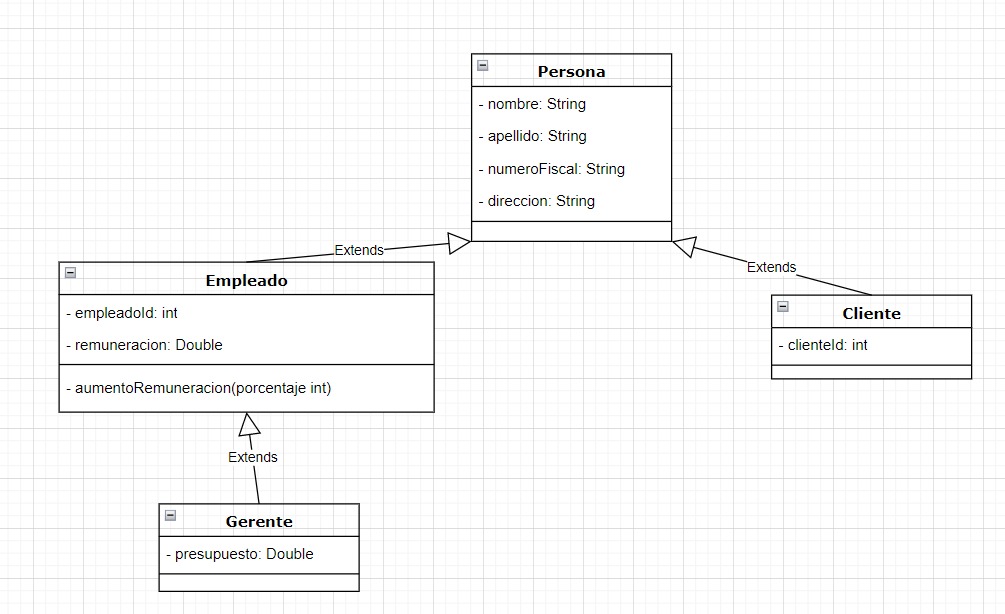 Persona
- nombre: String
- apellido: String
- numeroFiscal: String
- direccion: String
Extends
Extends
Empleado
- empleadoId: int
- remuneracion: Double
- aumentoRemuneracion(porcentaje int)
Cliente
- clienteId: int
Extends
Gerente
- presupuesto: Double